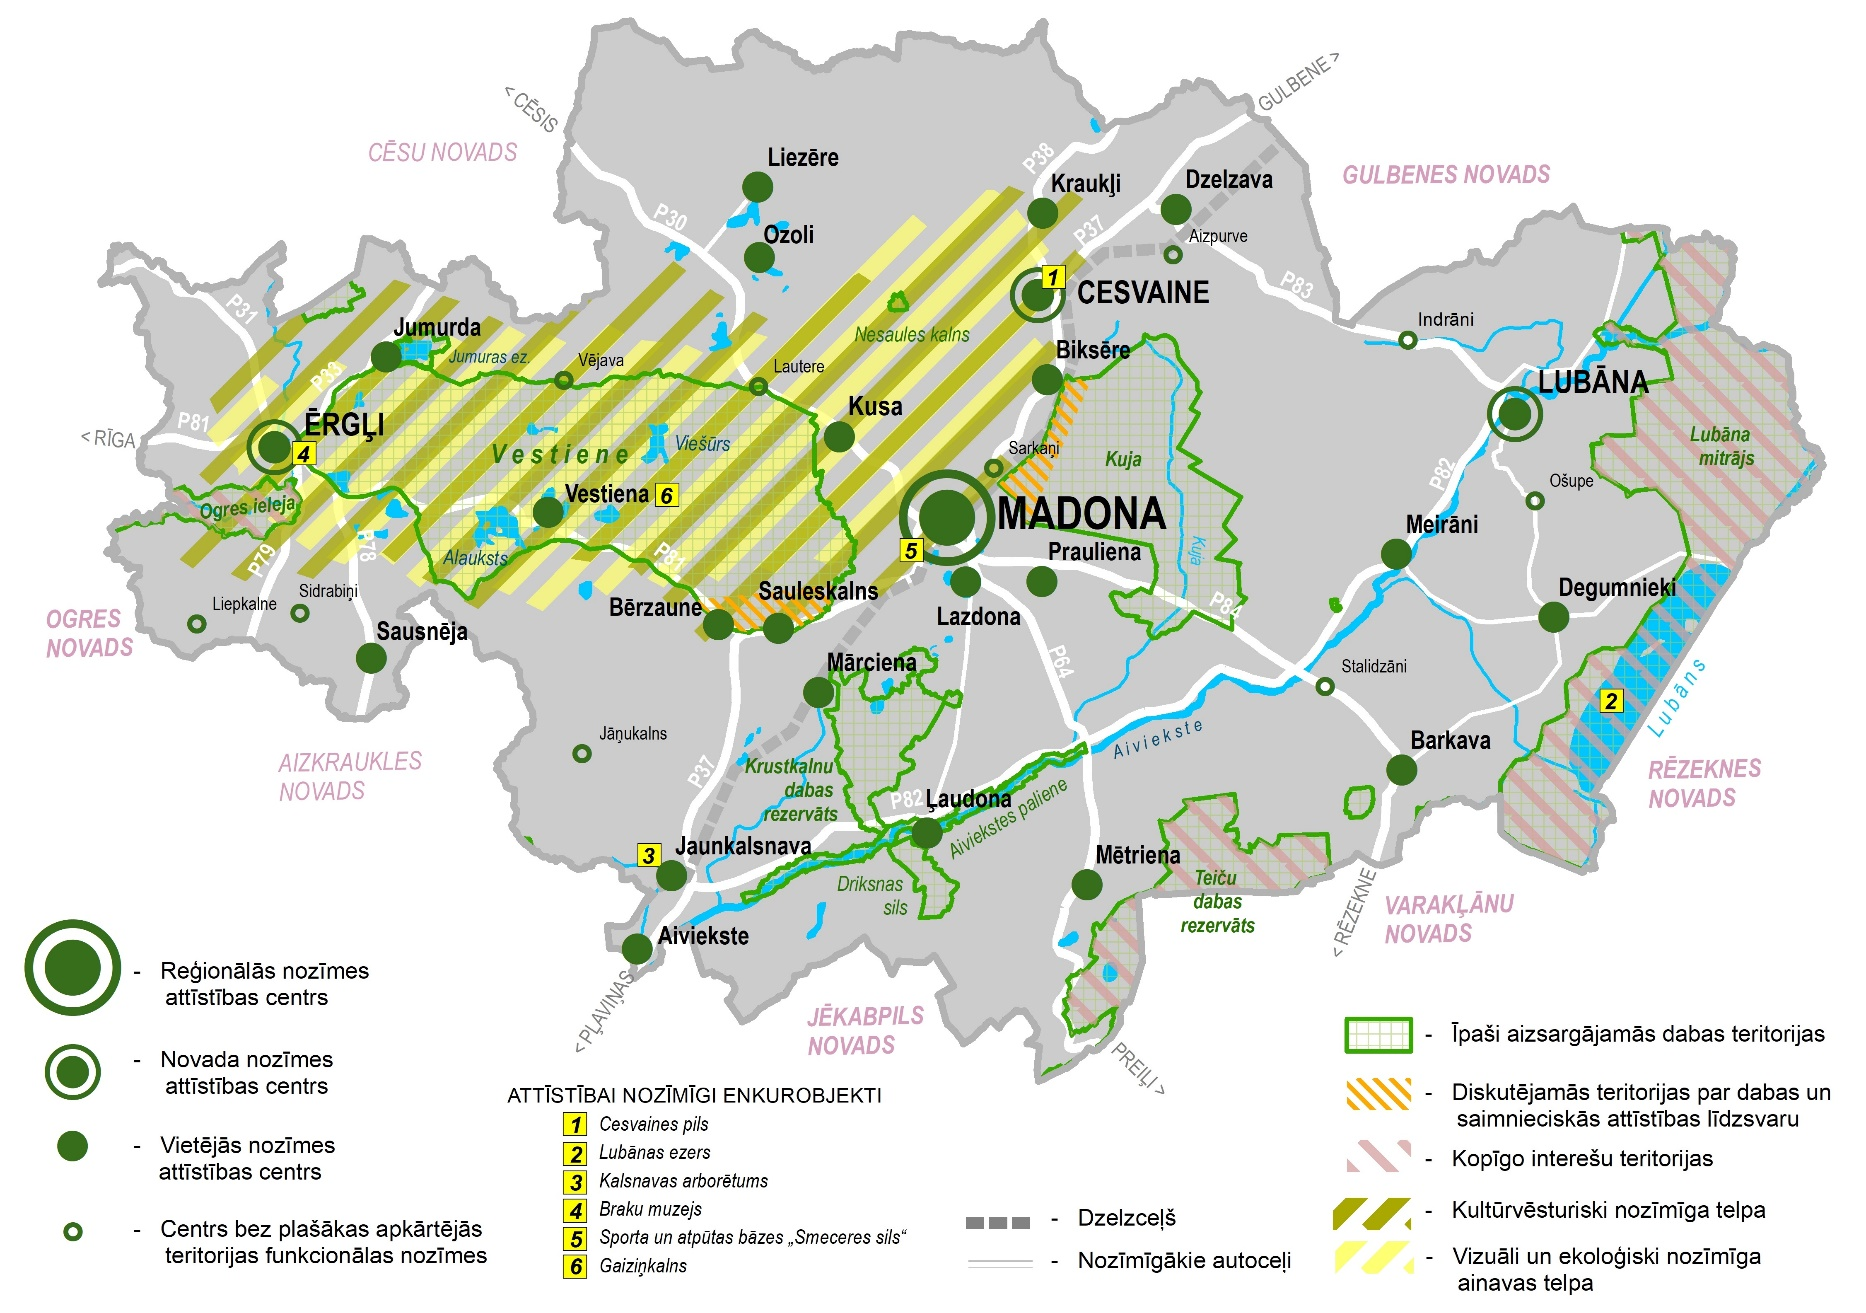 < CĒSIS
GULBENE >
CĒSU NOVADS
GULBENES NOVADS
Liezēre
P38
Kraukļi
Dzelzava
P30
Ozoli
P37
Aizpurve
P31
1
CESVAINE
P83
Jumurda
Jumuras ez.
Nesaules kalns
Indrāni
Vējava
Lautere
Biksēre
P33
LUBĀNA
P81
ĒRGĻI
Kusa
< RĪGA
4
Vestiene
Viešūrs
Sarkaņi
Kuja
Lubāna
mitrājs
P82
Ošupe
Vestiena
6
Ogres ieleja
MADONA
Meirāni
P78
P79
Alauksts
P81
5
Prauliena
Kuja
Sidrabiņi
Liepkalne
Bērzaune
Sauleskalns
Lazdona
P84
Degumnieki
OGRES
NOVADS
Sausnēja
Mārciena
P64
Stalidzāni
2
Lubāns
Jāņukalns
Aiviekste
Barkava
AIZKRAUKLES
NOVADS
P37
Krustkalnu
dabas
rezervāts
P82
Ļaudona
Aiviekstes paliene
RĒZEKNES
NOVADS
3
Jaunkalsnava
Mētriena
Driksnas
sils
Teiču
dabas
rezervāts
< RĒZEKNE
VARAKĻĀNU
NOVADS
Aiviekste
< PĻAVIŅAS
JĒKABPILS
NOVADS
PREIĻI >
- Reģionālās nozīmes
attīstības centrs
- Novada nozīmes
attīstības centrs
- Vietējās nozīmes
attīstības centrs
- Centrs bez plašākas apkārtējās
teritorijas funkcionālas nozīmes
ATTĪSTĪBAI NOZĪMĪGI ENKUROBJEKTI
1 Cesvaines pils
2 Lubānas ezers
3 Kalsnavas arborētums
4 Braku muzejs
5 Sporta un atpūtas bāzes „Smeceres sils“
6 Gaiziņkalns
- Dzelzceļš
- Nozīmīgākie autoceļi
- Īpaši aizsargājamās dabas teritorijas
- Diskutējamās teritorijas par dabas un
saimnieciskās attīstības līdzsvaru
- Kopīgo interešu teritorijas
- Kultūrvēsturiski nozīmīga telpa
- Vizuāli un ekoloģiski nozīmīga
ainavas telpa